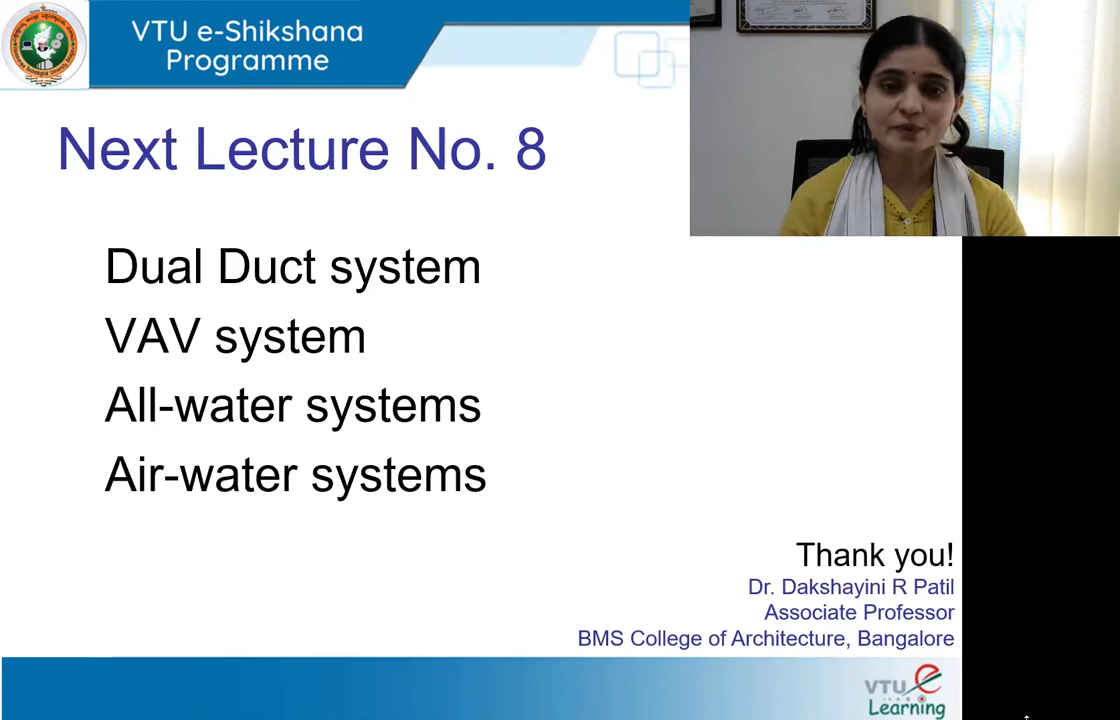 VTU e-Shikshana
Programme
Next Lecture No. 8
Dual Duct system
VAV system
All-water systems
Air-water systems
Thank you!
Dr. Dakshayini R Patil
Associate Professor
BMS College of Architecture, Bangalore
VTU e
Learning